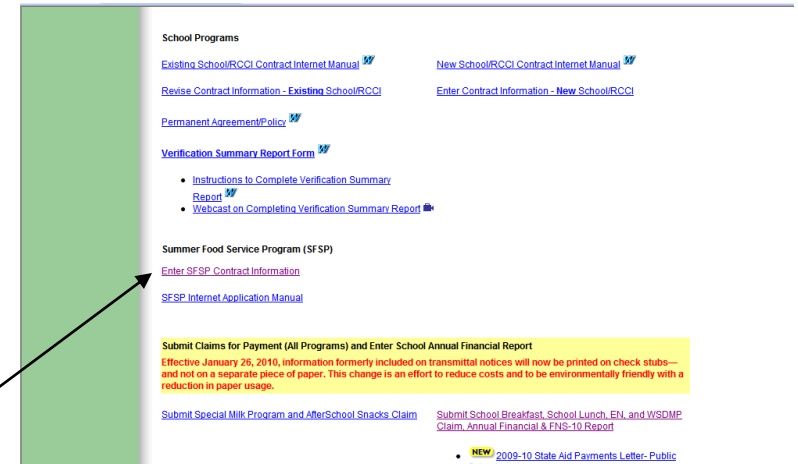 School Programs
Existing School/RCCI Contract Internet Manual
New School/RCCI Contract Internet Manual
Revise Contract Information - Existing School/RCCI
Enter Contract Information - New School/RCCI
Permanent Agreement/Policy
Verification Summary Report Form
• Instructions to Complete Verification Summary
Report
• Webcast on Completing Verification Summary Report
Summer Food Service Program (SFSP)
Enter SFSP Contract Information
SFSP Internet Application Manual
Submit Claims for Payment (All Programs) and Enter School Annual Financial Report
Effective January 26, 2010, information formerly included on transmittal notices will now be printed on check stubs—
and not on a separate piece of paper. This change is an effort to reduce costs and to be environmentally friendly with a
reduction in paper usage.
Submit Special Milk Program and AfterSchool Snacks Claim
Submit School Breakfast, School Lunch, EN, and WSDMP
Claim, Annual Financial & FNS-10 Report
• NEW 2009-10 State Aid Payments Letter- Public